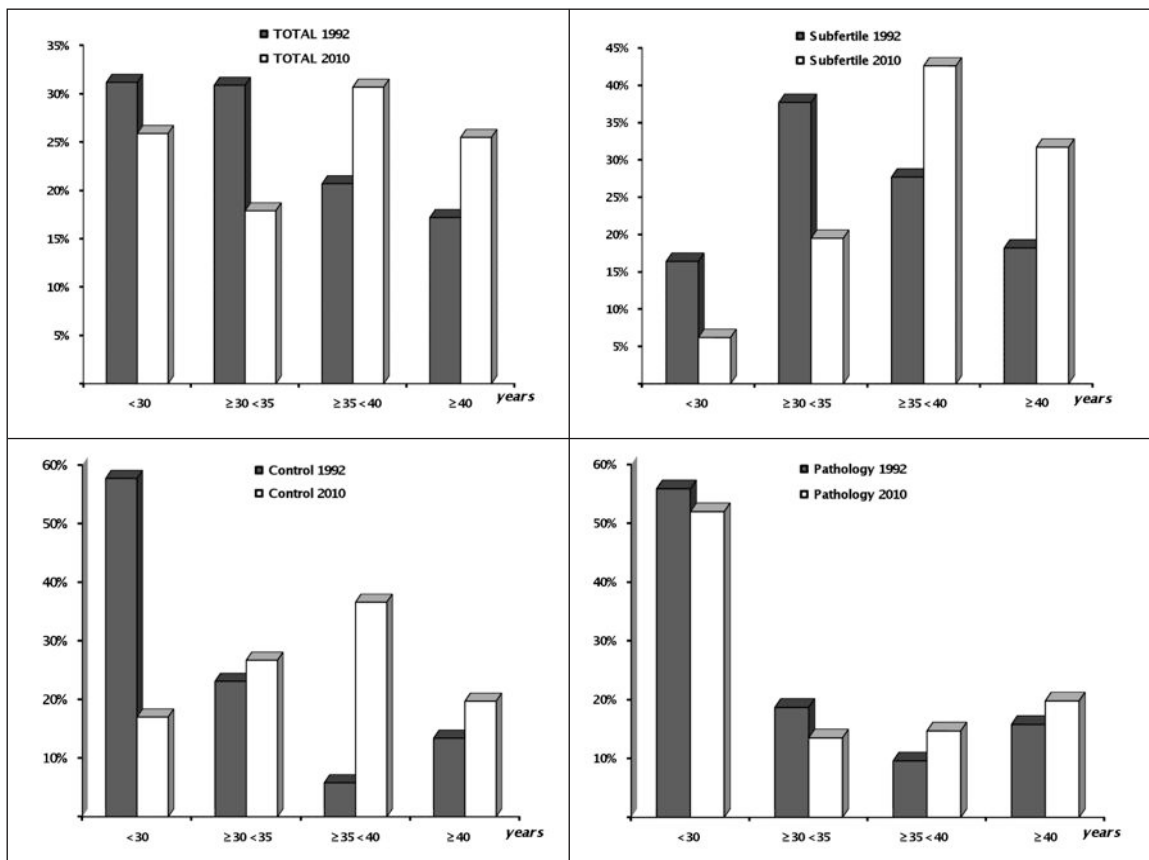 TOTAL 1992
TOTAL 2010
35%
30%
25%
20%
15%
10%
5%
<30 ≥30 <35 ≥35 <40 ≥40 years
Subfertile 1992
Subfertile 2010
45%
40%
35%
30%
25%
20%
15%
10%
5%
<30 ≥30 <35 ≥35 <40 ≥40 years
Control 1992
Control 2010
60%
50%
40%
30%
20%
10%
<30 ≥30 <35 ≥35 <40 ≥40 years
Pathology 1992
Pathology 2010
60%
50%
40%
30%
20%
10%
<30 ≥30 <35 ≥35 <40 ≥40 years